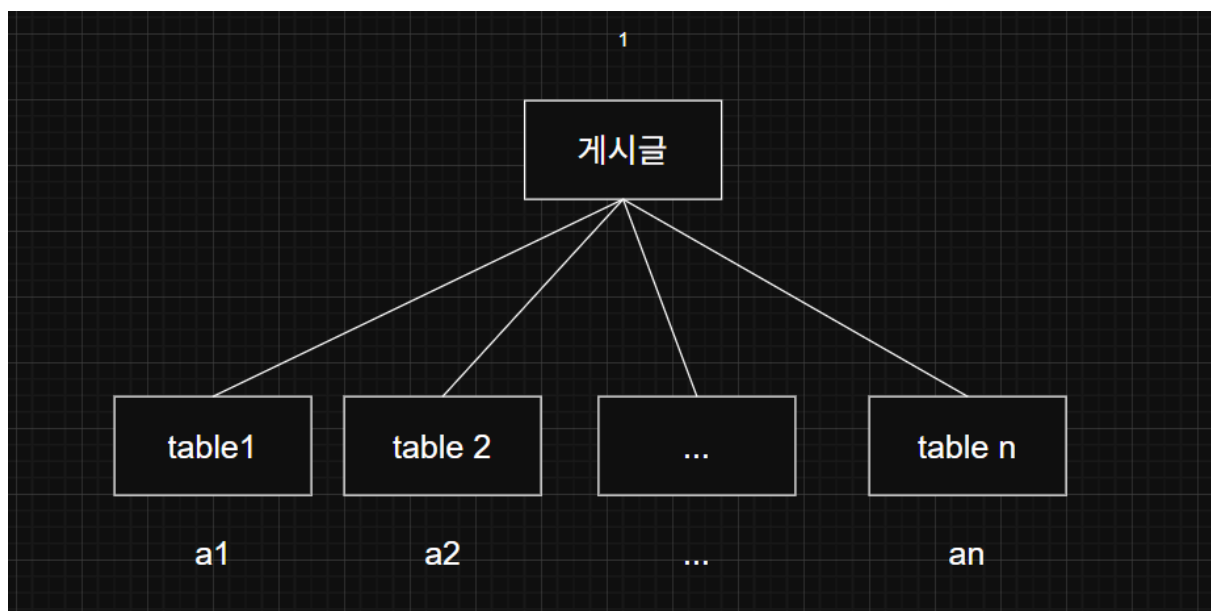 1
게시글
table1 table 2 ... table n
a1 a2 ... an